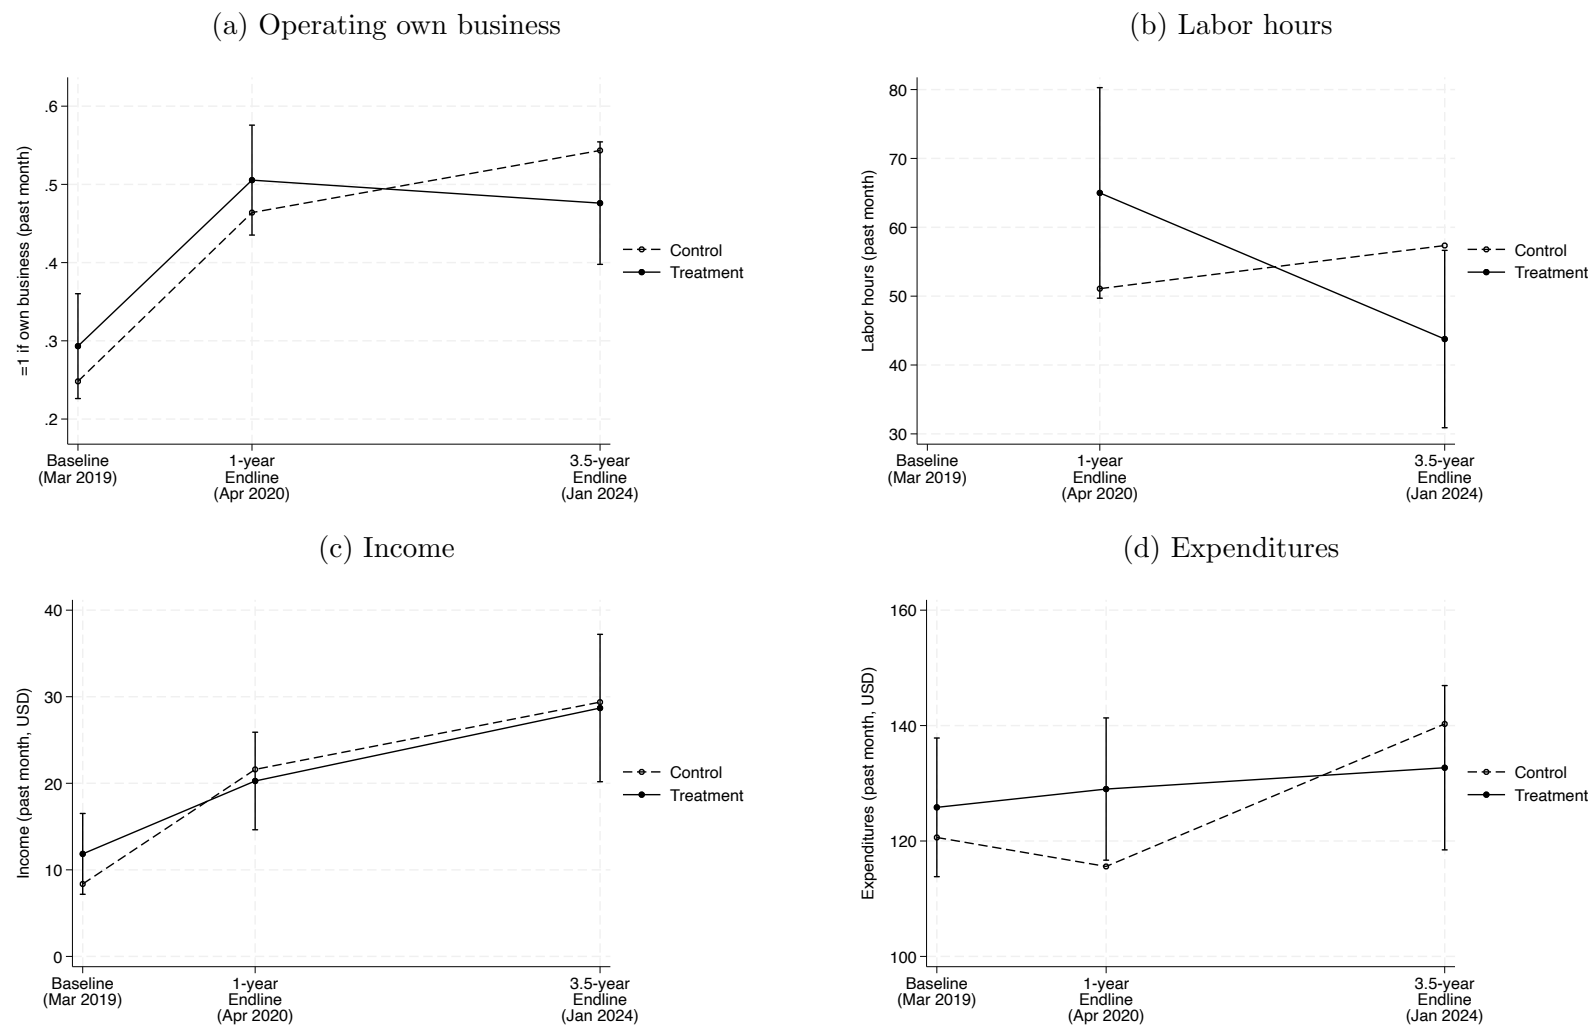 (a) Operating own business
=1 if own business (past month)
.6
.5
.4
.3
.2
Baseline
(Mar 2019)
1-year
Endline
(Apr 2020)
3.5-year
Endline
(Jan 2024)
Control
Treatment
(b) Labor hours
Labor hours (past month)
80
70
60
50
40
30
Baseline
(Mar 2019)
1-year
Endline
(Apr 2020)
3.5-year
Endline
(Jan 2024)
Control
Treatment
(c) Income
Income (past month, USD)
40
30
20
10
0
Baseline
(Mar 2019)
1-year
Endline
(Apr 2020)
3.5-year
Endline
(Jan 2024)
Control
Treatment
(d) Expenditures
Expenditures (past month, USD)
160
140
120
100
Baseline
(Mar 2019)
1-year
Endline
(Apr 2020)
3.5-year
Endline
(Jan 2024)
Control
Treatment